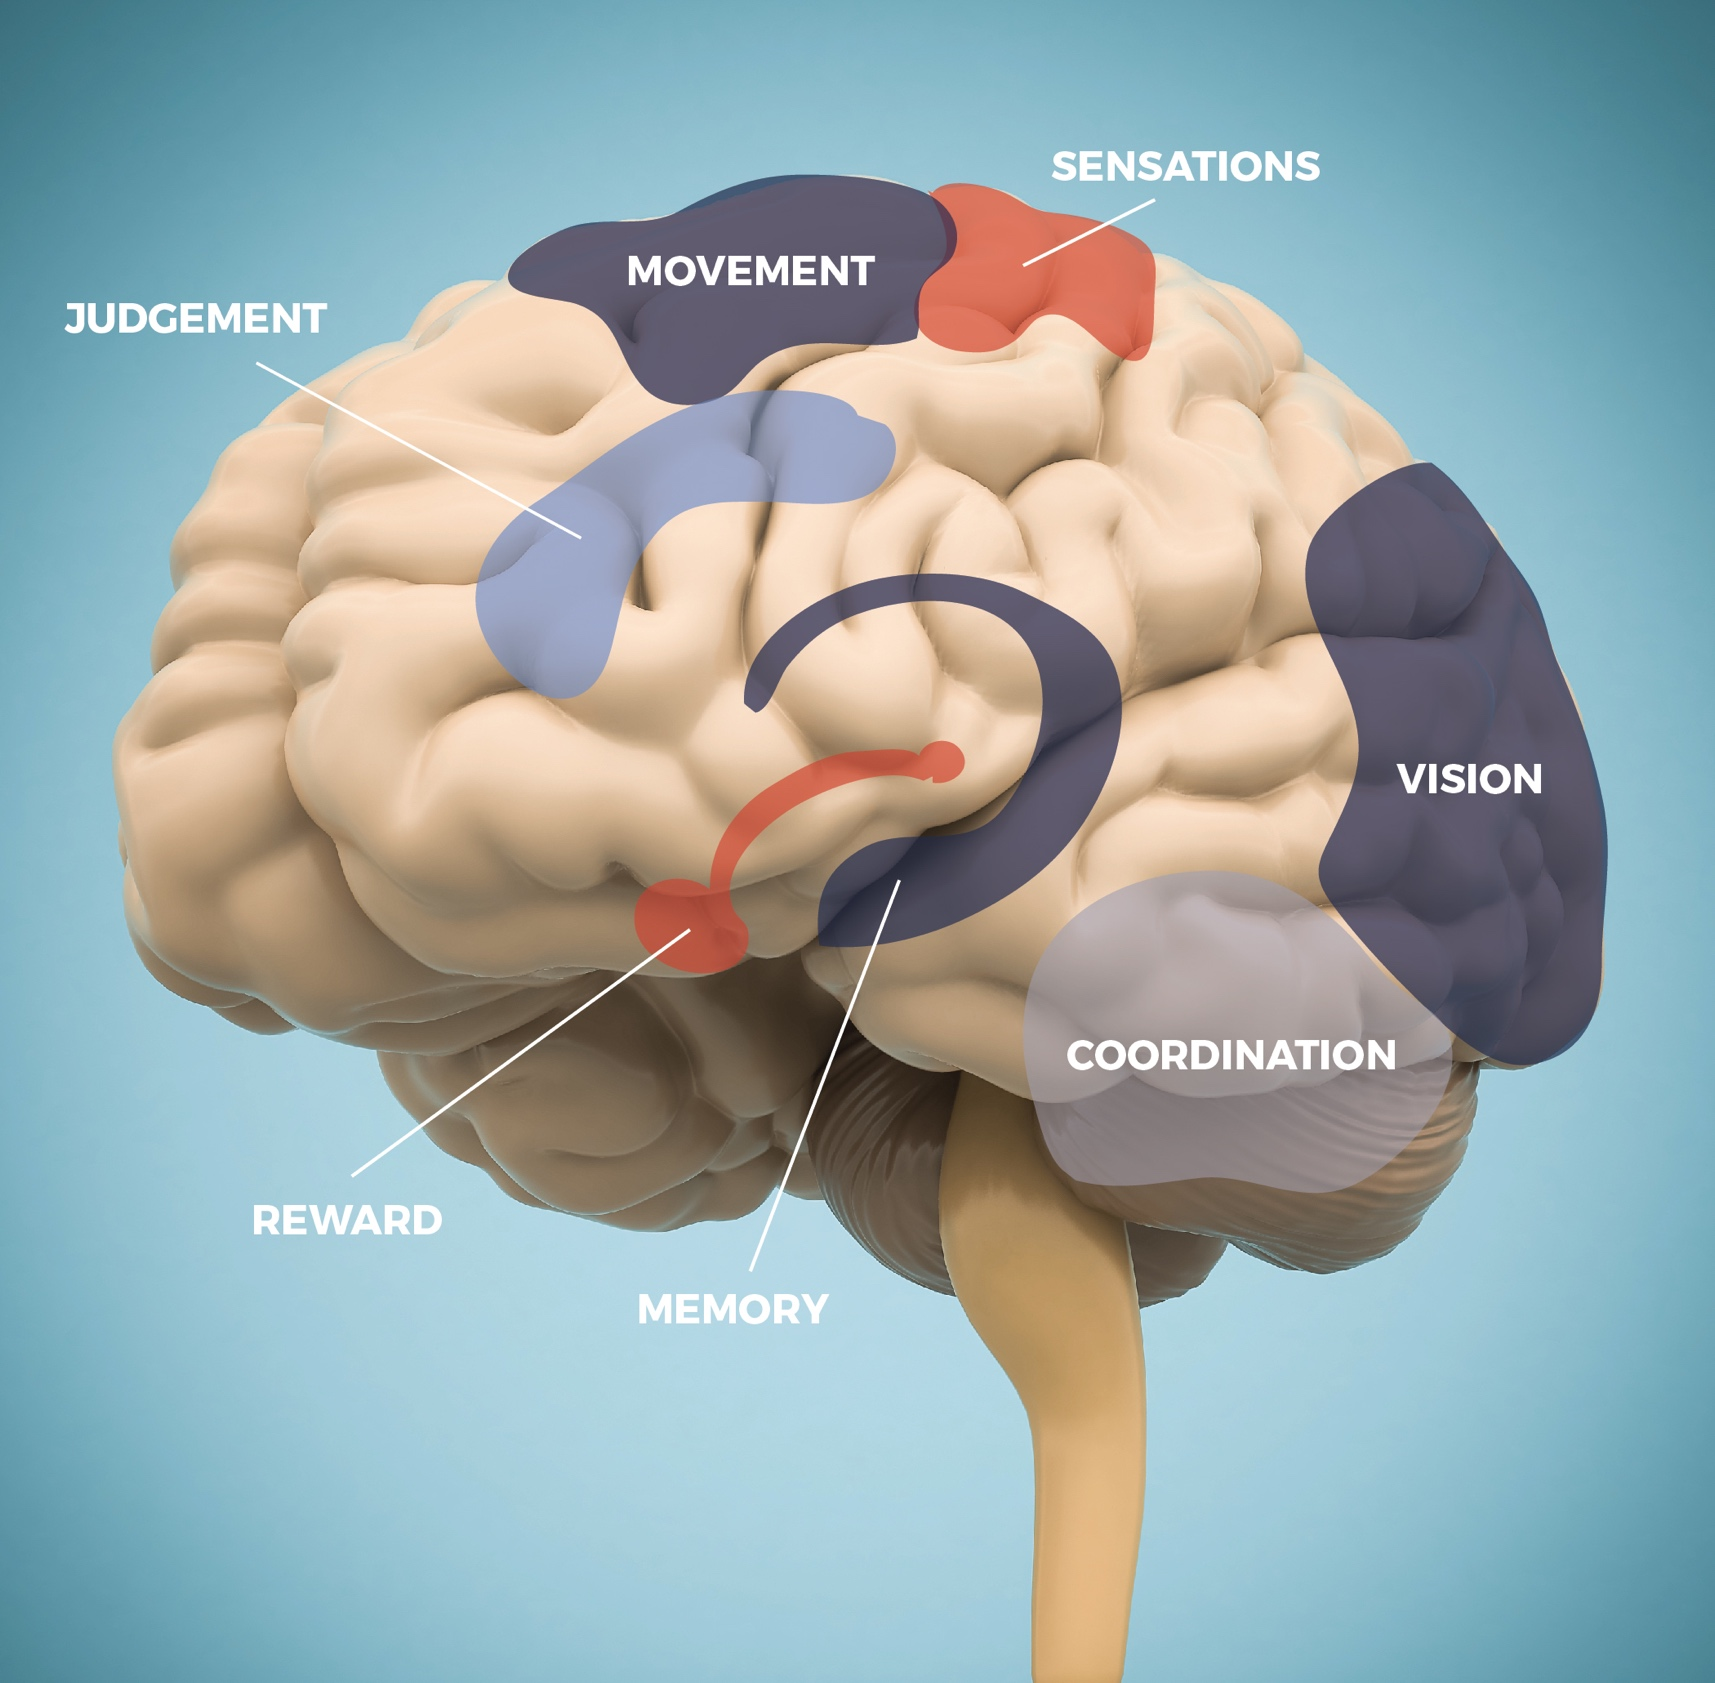 SENSATIONS
MOVEMENT
JUDGEMENT
VISION
COORDINATION
REWARD
MEMORY